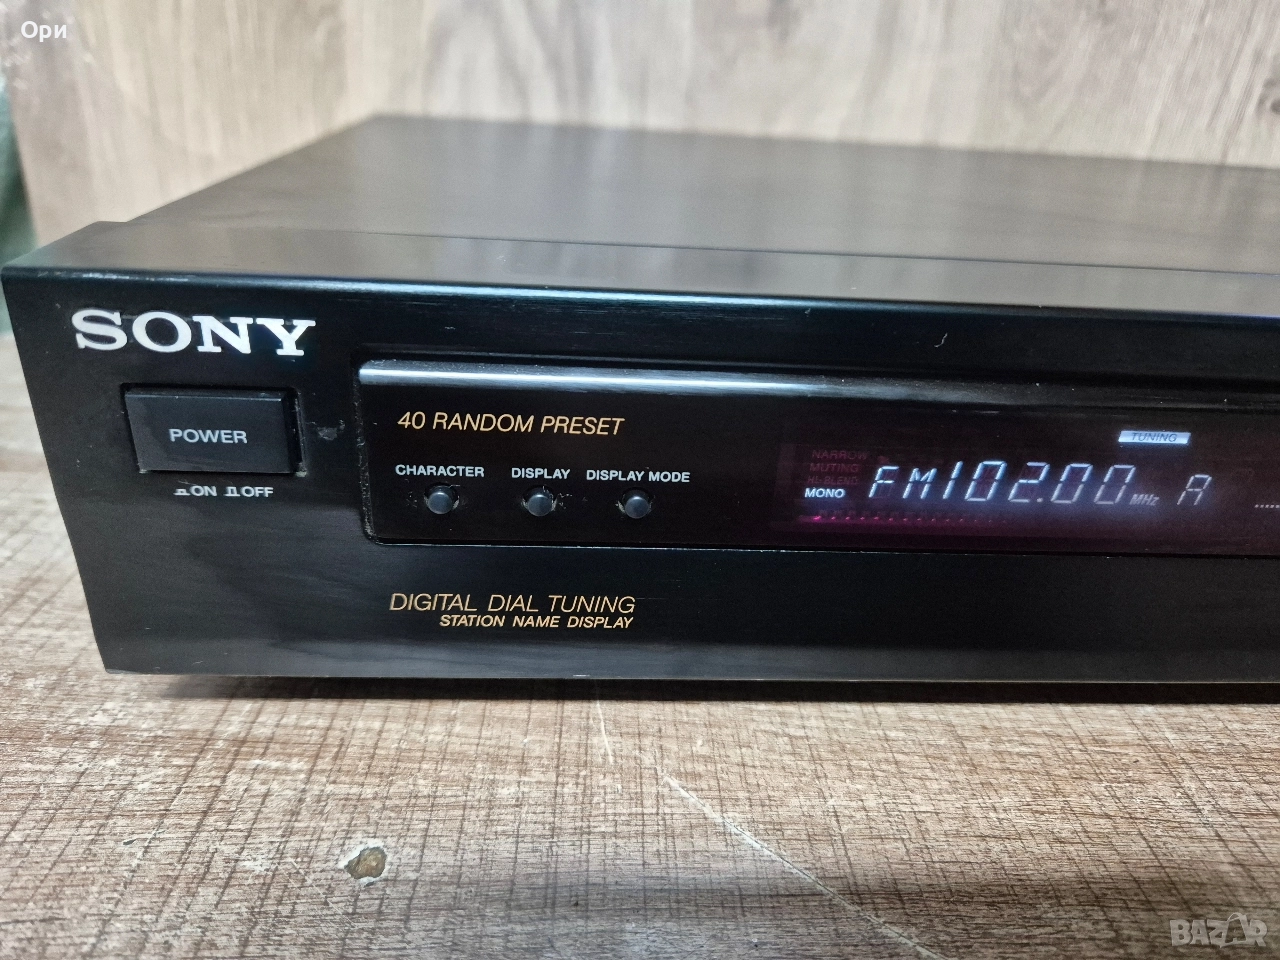 Ори
SONY
POWER
ON OFF
40 RANDOM PRESET
CHARACTER DISPLAY DISPLAY MODE
TUNING
NARROW
MUTING
HI-BLEND
MONO
FM102.00 MHz A
DIGITAL DIAL TUNING
STATION NAME DISPLAY
BAZAR